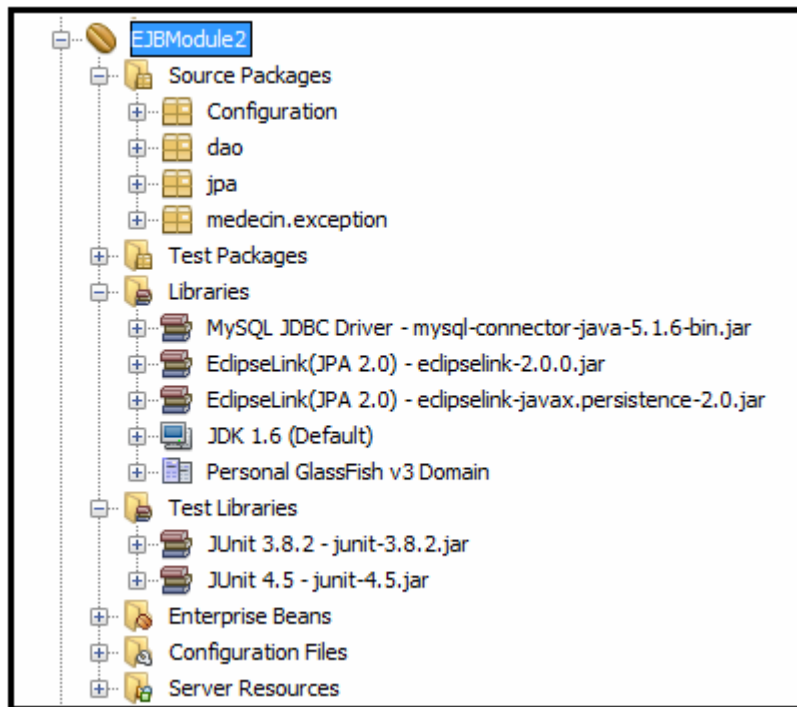 EJBModule2
Source Packages
Configuration
dao
jpa
medecin.exception
Test Packages
Libraries
MySQL JDBC Driver - mysql-connector-java-5.1.6-bin.jar
EclipseLink(JPA 2.0) - eclipselink-2.0.0.jar
EclipseLink(JPA 2.0) - eclipselink-javax.persistence-2.0.jar
JDK 1.6 (Default)
Personal GlassFish v3 Domain
Test Libraries
JUnit 3.8.2 - junit-3.8.2.jar
JUnit 4.5 - junit-4.5.jar
Enterprise Beans
Configuration Files
Server Resources